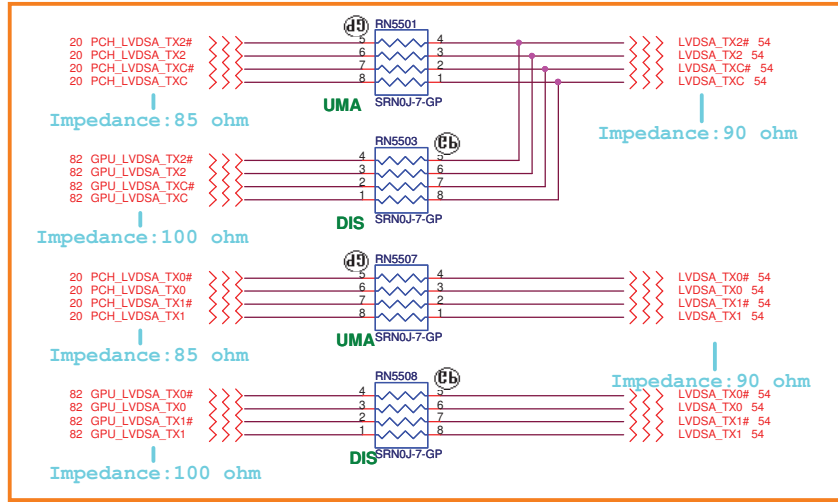 RN5501
20 PCH_LVDSA_TX2# 5 4 LVDSA_TX2# 54
20 PCH_LVDSA_TX2 6 3 LVDSA_TX2 54
20 PCH_LVDSA_TXC# 7 2 LVDSA_TXC# 54
20 PCH_LVDSA_TXC 8 1 LVDSA_TXC 54
UMA SRN0J-7-GP
Impedance:85 ohm Impedance:90 ohm
RN5503
82 GPU_LVDSA_TX2# 4 5
82 GPU_LVDSA_TX2 3 6
82 GPU_LVDSA_TXC# 2 7
82 GPU_LVDSA_TXC 1 8
DIS SRN0J-7-GP
Impedance:100 ohm
RN5507
20 PCH_LVDSA_TX0# 5 4 LVDSA_TX0# 54
20 PCH_LVDSA_TX0 6 3 LVDSA_TX0 54
20 PCH_LVDSA_TX1# 7 2 LVDSA_TX1# 54
20 PCH_LVDSA_TX1 8 1 LVDSA_TX1 54
UMA SRN0J-7-GP
Impedance:85 ohm
RN5508
Impedance:90 ohm
82 GPU_LVDSA_TX0# 4 5 LVDSA_TX0# 54
82 GPU_LVDSA_TX0 3 6 LVDSA_TX0 54
82 GPU_LVDSA_TX1# 2 7 LVDSA_TX1# 54
82 GPU_LVDSA_TX1 1 8 LVDSA_TX1 54
DIS SRN0J-7-GP
Impedance:100 ohm